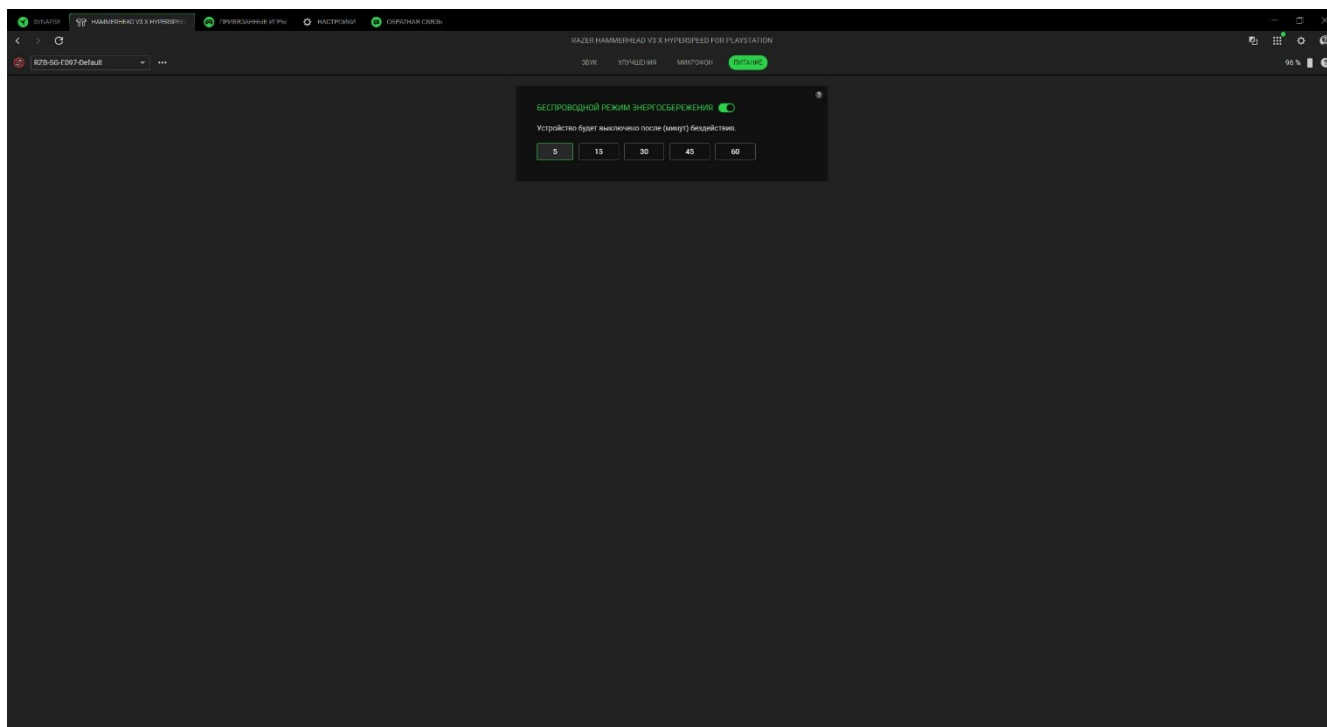 SYNAPSE HAMMERHEAD V3 X HYPERSPEED ПРИВЯЗАННЫЕ ИГРЫ НАСТРОЙКИ ОБРАТНАЯ СВЯЗЬ
RAZER HAMMERHEAD V3 X HYPERSPEED FOR PLAYSTATION
RZB-SG-E097-Default ЗВУК УЛУЧШЕНИЯ МИКРОФОН ПИТАНИЕ 96 %
БЕСПРОВОДНОЙ РЕЖИМ ЭНЕРГОСБЕРЕЖЕНИЯ
Устройство будет выключено после (минут) бездействия.
5 15 30 45 60